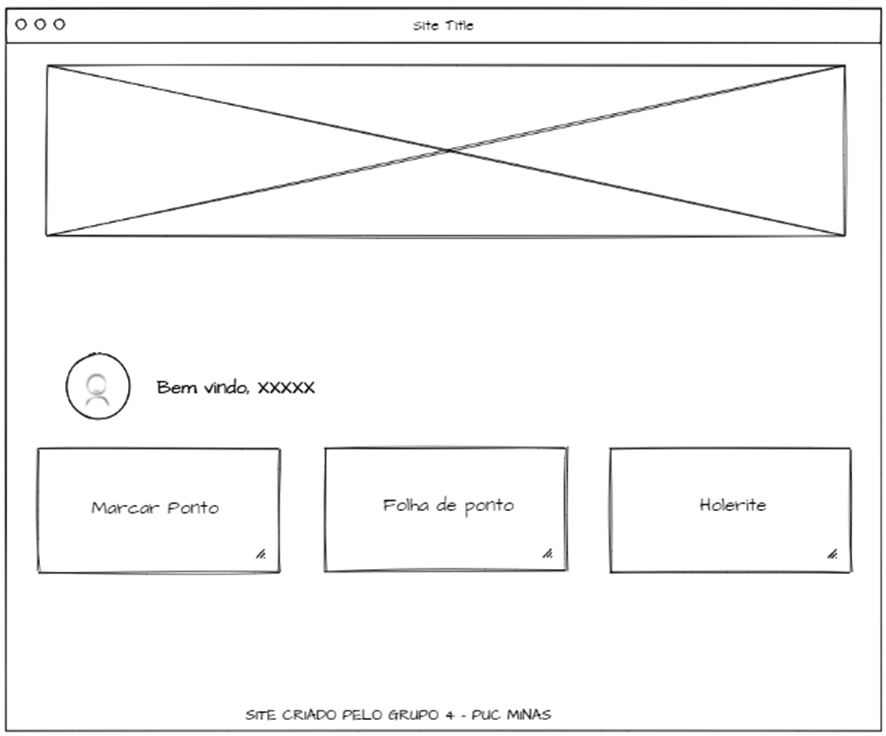 Site Title
Bem vindo, XXXXX
Marcar Ponto
Folha de ponto
Holerite
SITE CRIADO PELO GRUPO 4 - PUC MINAS